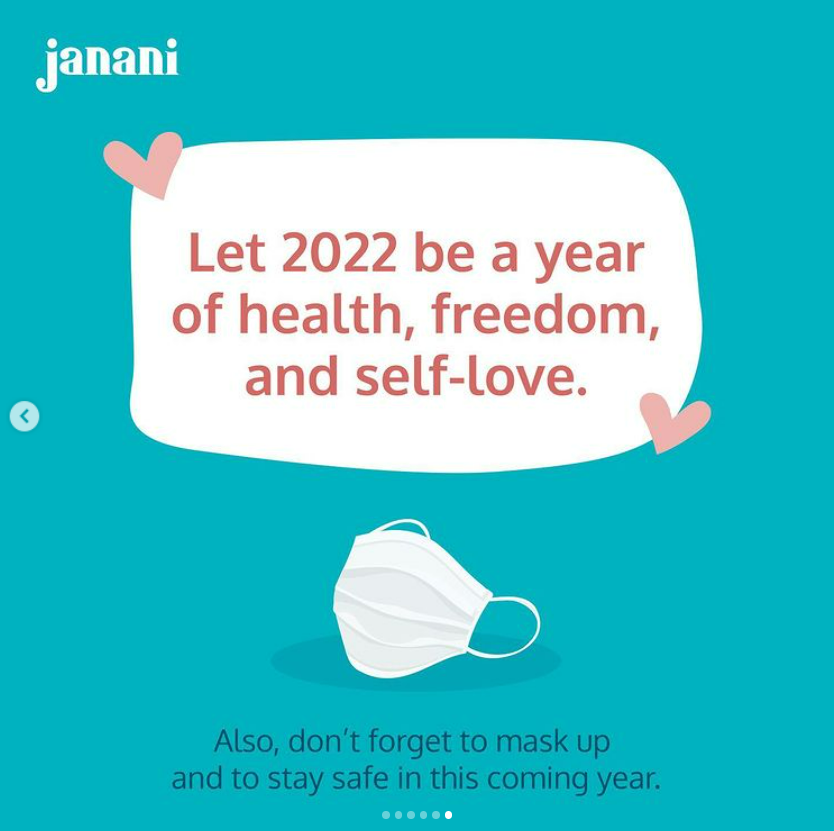 janani
Let 2022 be a year
of health, freedom,
and self-love.
Also, don't forget to mask up
and to stay safe in this coming year.